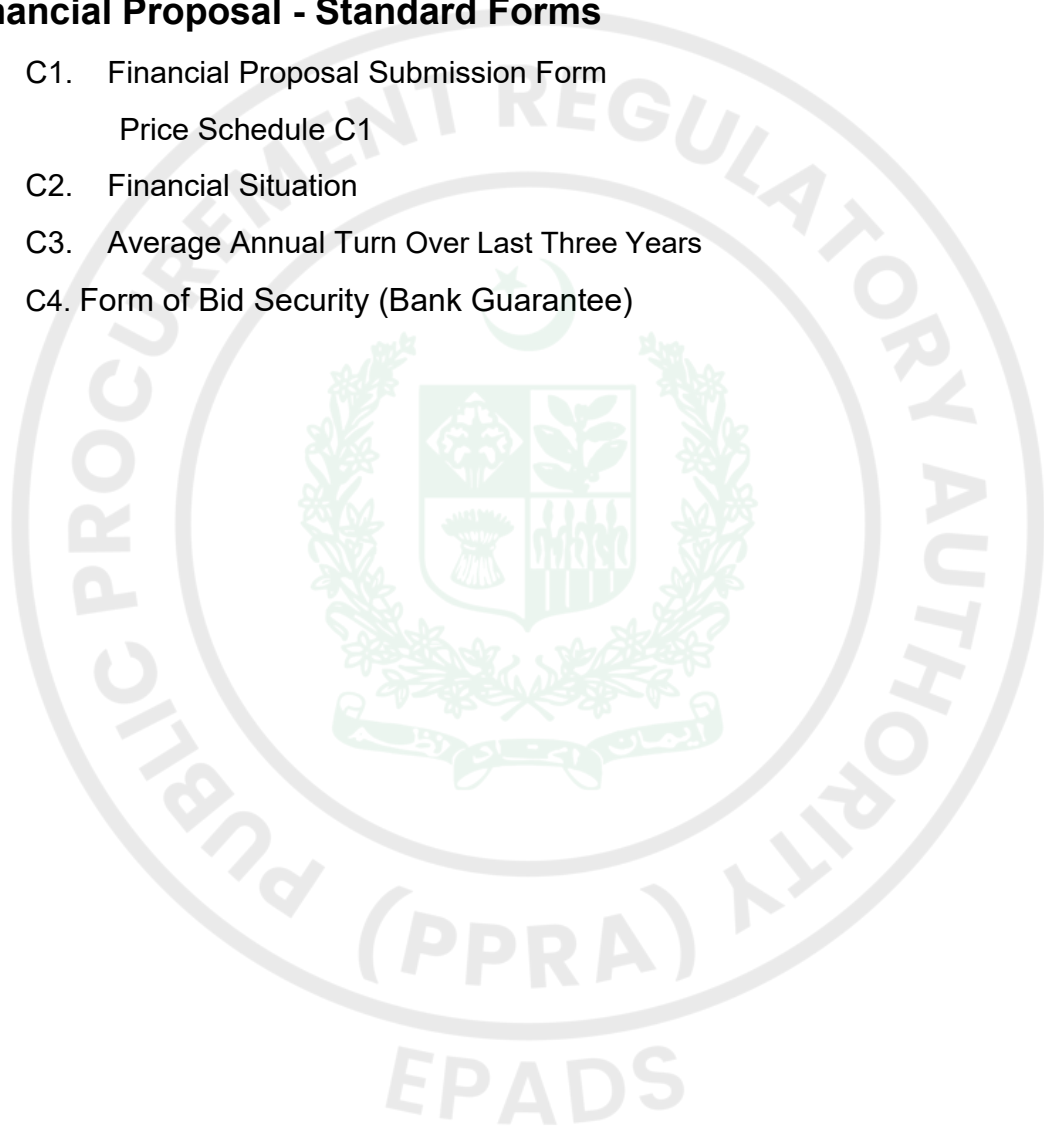 nancial Proposal - Standard Forms
C1. Financial Proposal Submission Form
Price Schedule C1
C2. Financial Situation
C3. Average Annual Turn Over Last Three Years
C4. Form of Bid Security (Bank Guarantee)
PUBLIC PROCUREMENT REGULATORY AUTHORITY
(PPRA)
EPADS